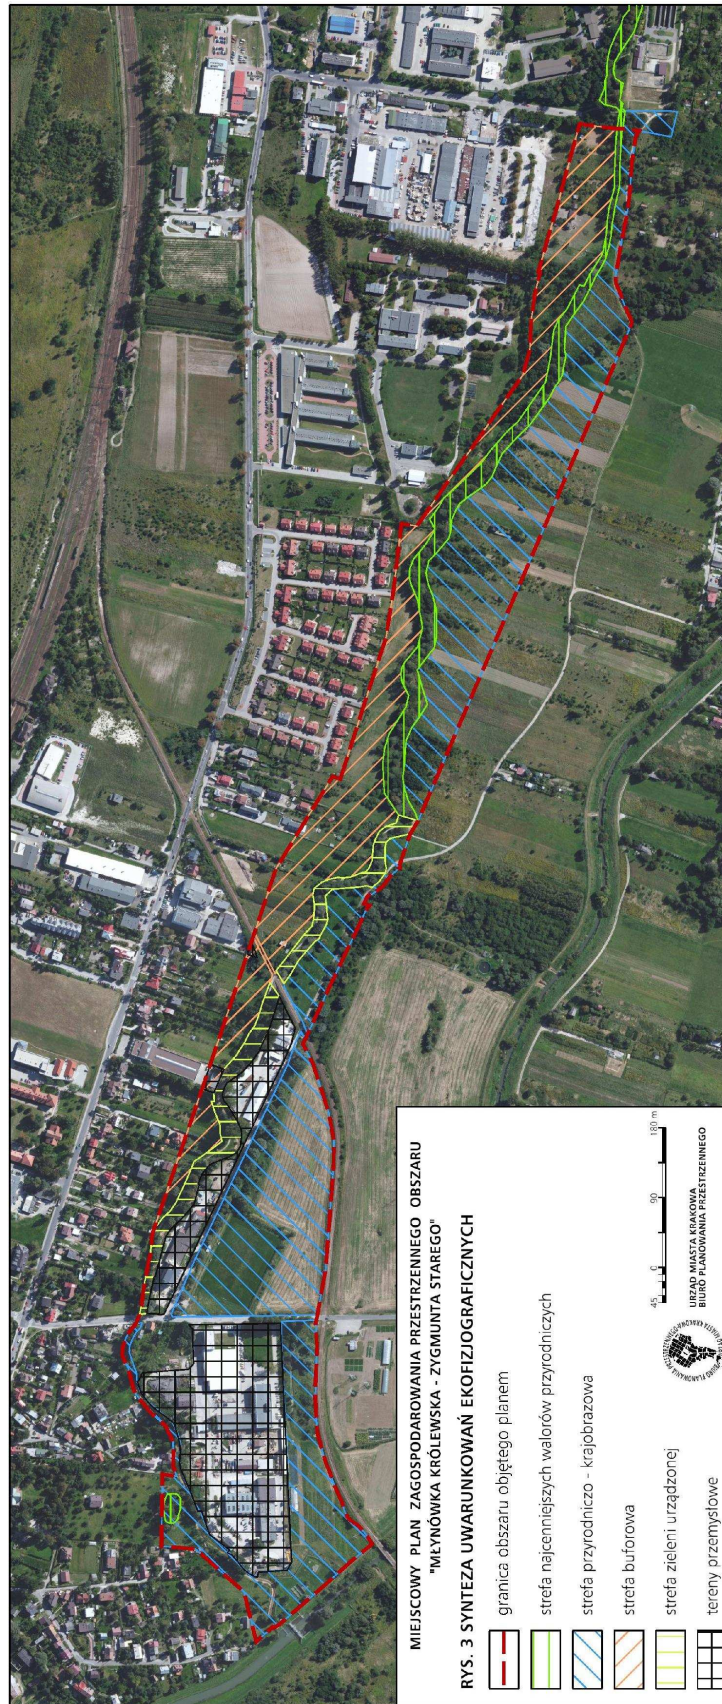 MIEJSCOWY PLAN ZAGOSPODAROWANIA PRZESTRZENNEGO OBSZARU
"MŁYNÓWKA KRÓLEWSKA - ZYGMUNTA STAREGO"
RYS. 3 SYNTEZA UWARUNKOWAŃ EKOFIZJOGRAFICZNYCH
granica obszaru objętego planem
strefa najcenniejszych walorów przyrodniczych
strefa przyrodniczo - krajobrazowa
strefa buforowa
strefa zieleni urządzonej
tereny przemysłowe
45 0 90 180 m
URZĄD MIASTA KRAKOWA
BIURO PLANOWANIA PRZESTRZENNEGO